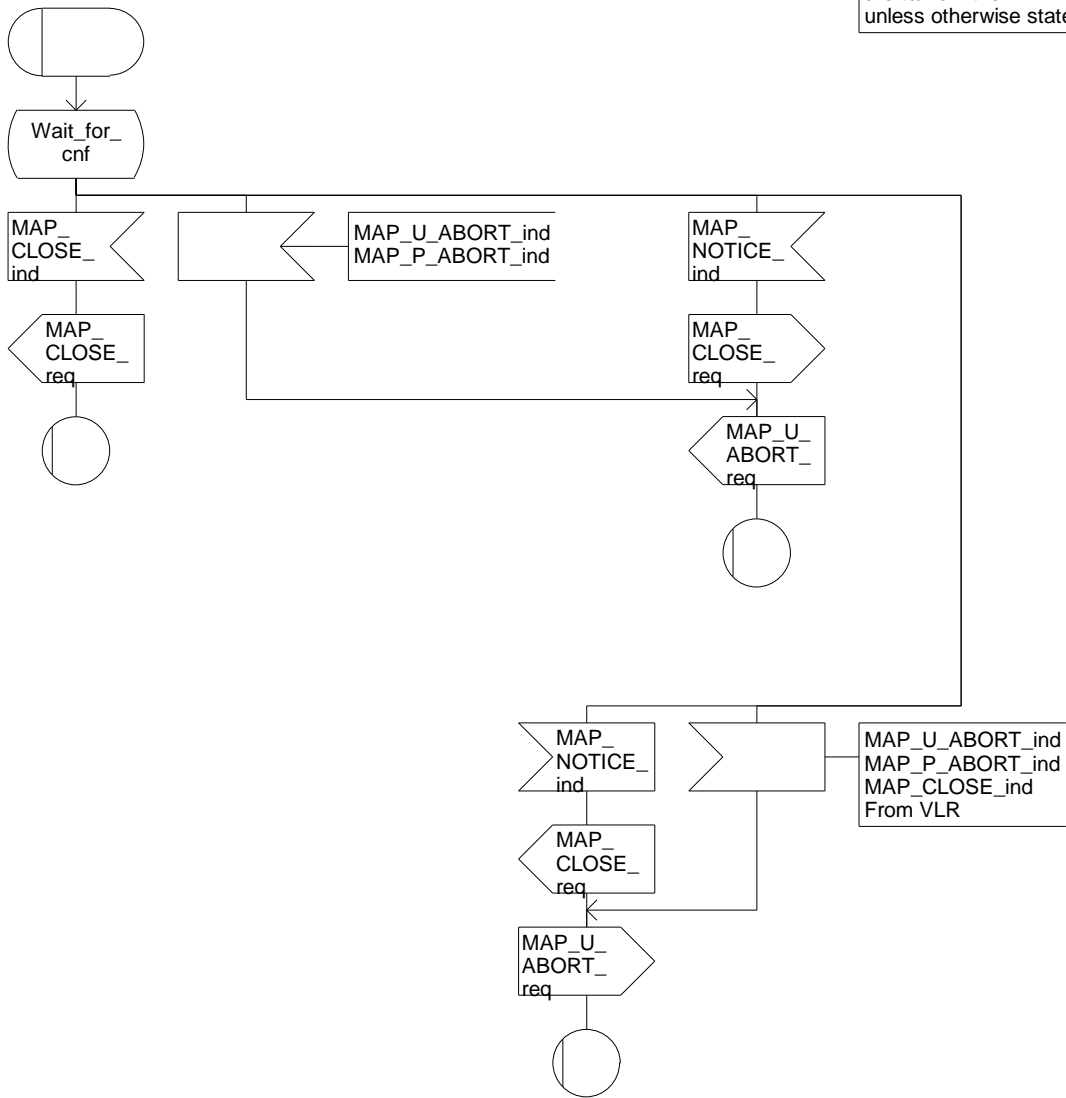 unless otherwise state
Wait_for_
cnf
MAP_
CLOSE_
ind
MAP_U_ABORT_ind
MAP_P_ABORT_ind
MAP_
NOTICE_
ind
MAP_
CLOSE_
req
MAP_
CLOSE_
req
MAP_U_
ABORT_
req
MAP_
NOTICE_
ind
MAP_U_ABORT_ind
MAP_P_ABORT_ind
MAP_CLOSE_ind
From VLR
MAP_
CLOSE_
req
MAP_U_
ABORT_
req